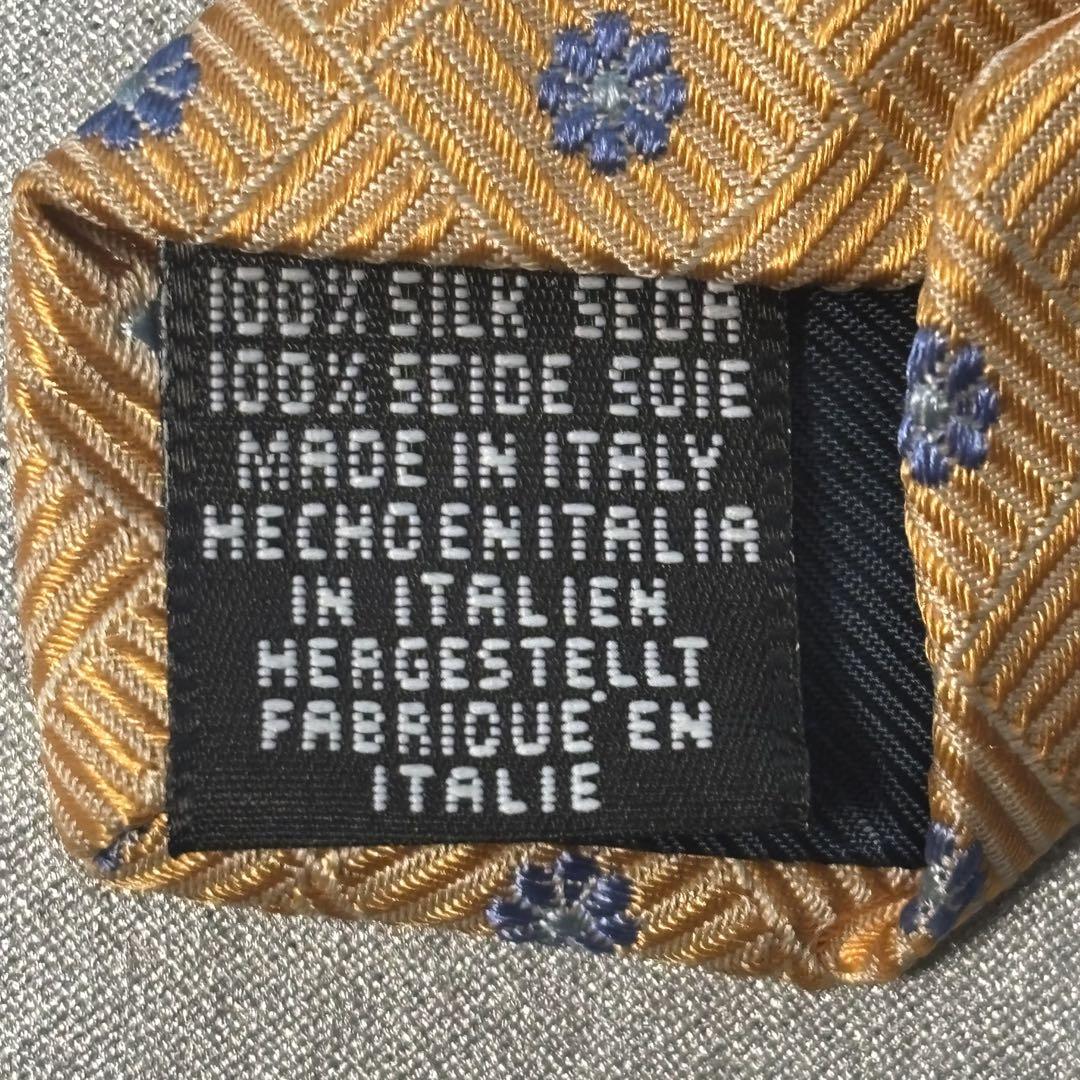 100% SILK SEDA
100% SEIDE SOIE
MADE IN ITALY
HECHO EN ITALIA
IN ITALIEN
HERGESTELLT
FABRIQUÉ EN
ITALIE